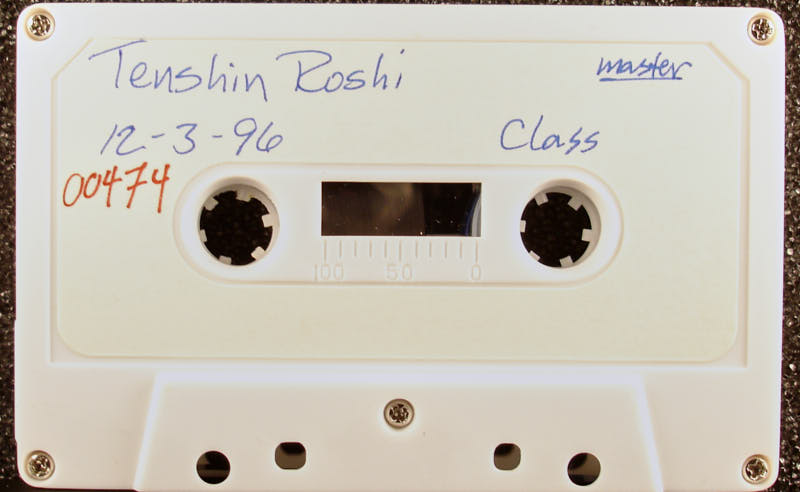 Tenshin Roshi
master
12-3-96
Class
00474
100 50 0